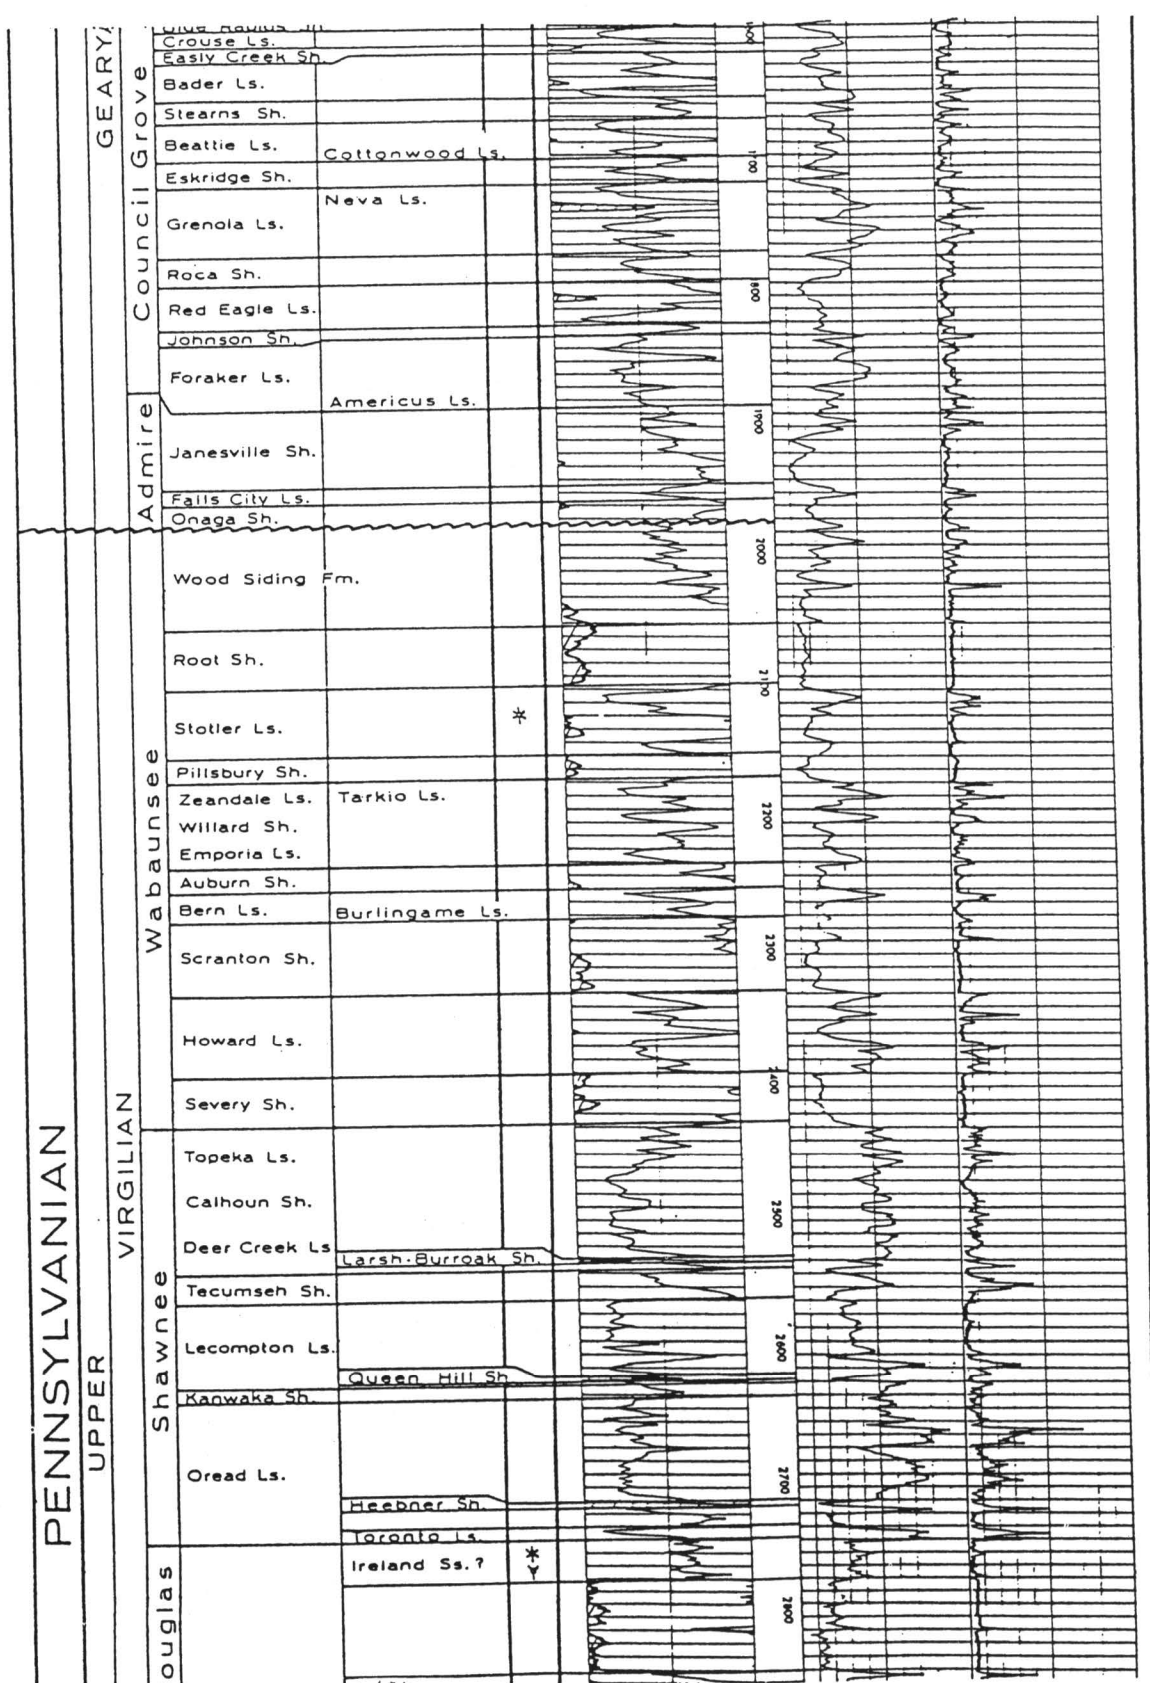 GEARY
Council Grove
Crouse Ls.
Easly Creek Sh.
Bader Ls.
Stearns Sh.
Beattie Ls.
Cottonwood Ls.
Eskridge Sh.
Neva Ls.
Grenola Ls.
Roca Sh.
Red Eagle Ls.
Johnson Sh.
Foraker Ls.
Americus Ls.
Admire
Janesville Sh.
Falls City Ls.
Onaga Sh.
PENNSYLVANIAN
UPPER
VIRGILIAN
Wabaunsee
Wood Siding Fm.
Root Sh.
Stotler Ls.
Pillsbury Sh.
Zeandale Ls. Tarkio Ls.
Willard Sh.
Emporia Ls.
Auburn Sh.
Bern Ls. Burlingame Ls.
Scranton Sh.
Howard Ls.
Severy Sh.
Shawnee
Topeka Ls.
Calhoun Sh.
Deer Creek Ls
Larsh-Burroak Sh.
Tecumseh Sh.
Lecompton Ls.
Queen Hill Sh
Kanwaka Sh.
Oread Ls.
Heebner Sh.
Toronto Ls.
ouglas
Ireland Ss.?
1700
1800
1900
2000
2100
2200
2300
2400
2500
2600
2700
2800